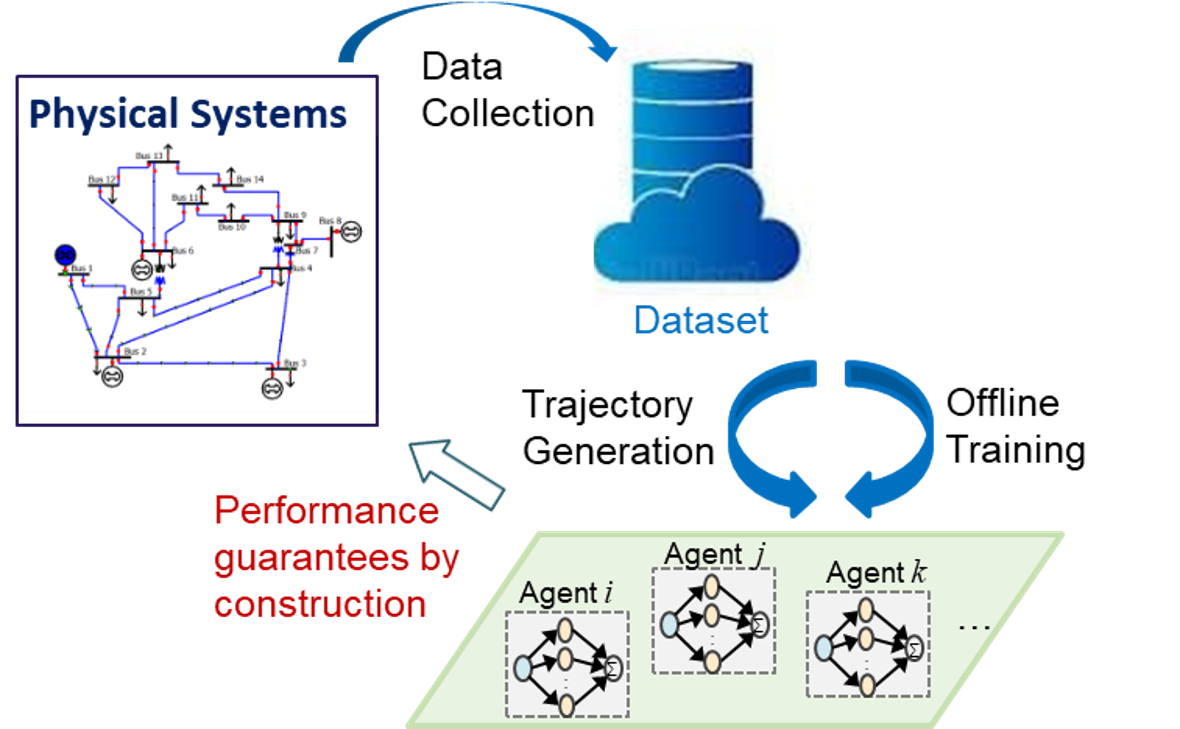 Data
Collection
Physical Systems
Bus 13
Bus 12
Bus 14
Bus 11
Bus 10
Bus 9
Bus 8
Bus 7
Bus 6
Bus 1
Bus 4
Bus 5
Bus 2
Bus 3
Dataset
Trajectory
Generation
Offline
Training
Performance
guarantees by
construction
Agent i
Agent j
Agent k
...
Σ
Σ
Σ